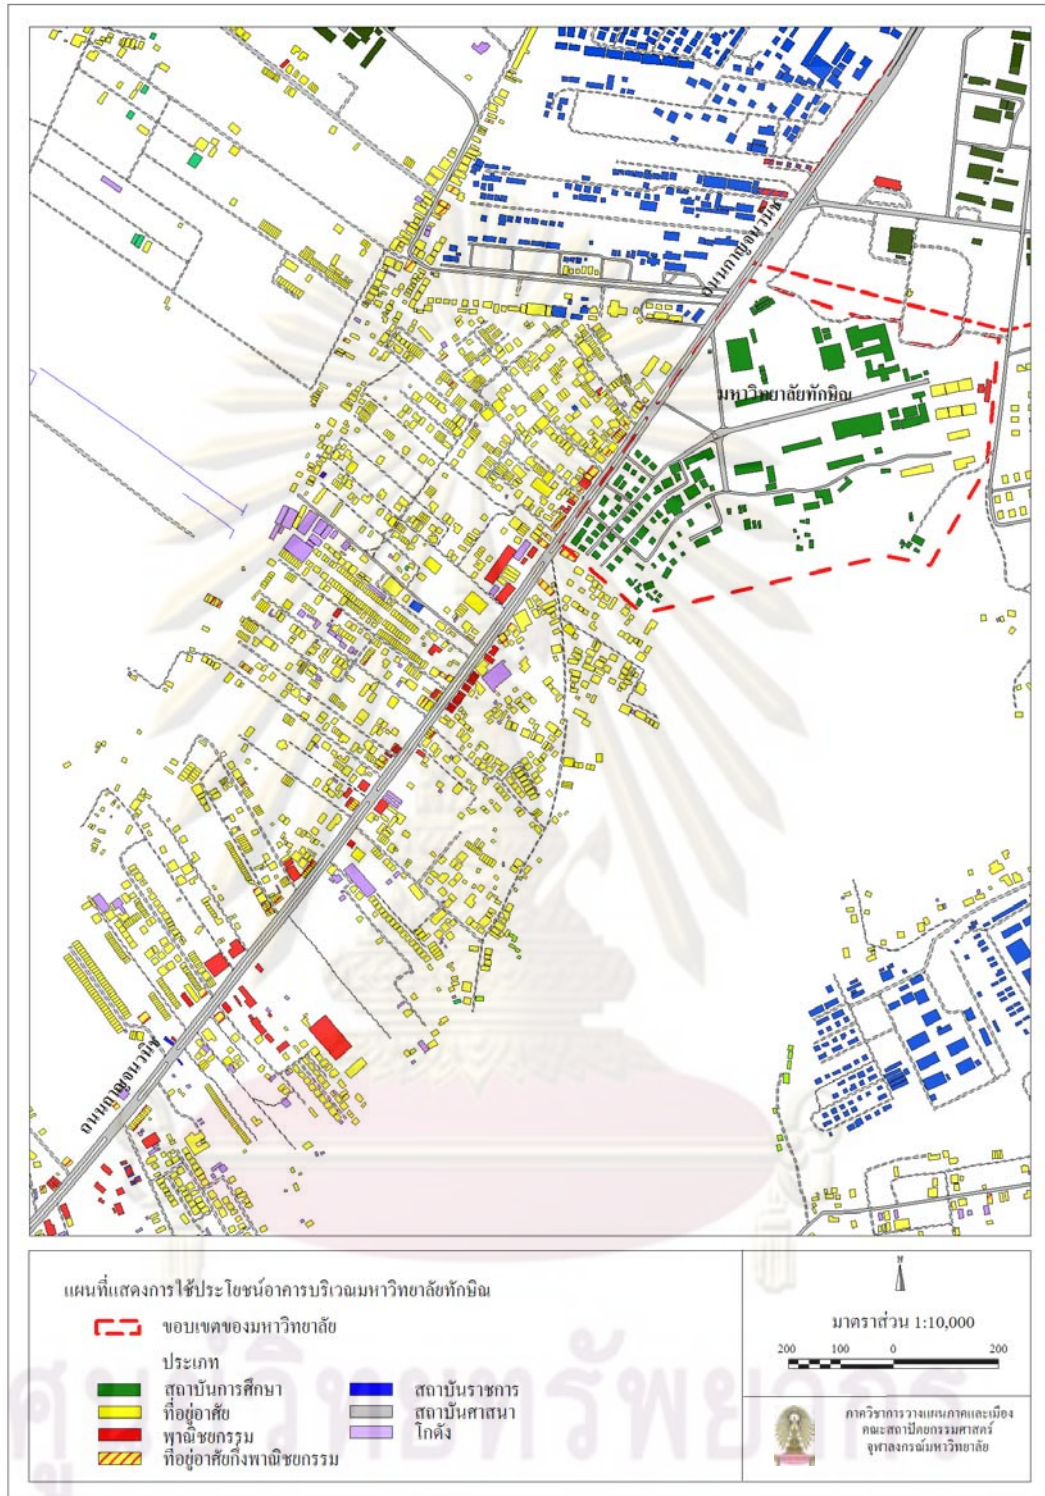 ถนนกาญจนวนิช
มหาวิทยาลัยทักษิณ
ถนนกาญจนวนิช
แผนที่แสดงการใช้ประโยชน์อาคารบริเวณมหาวิทยาลัยทักษิณ
ขอบเขตของมหาวิทยาลัย
ประเภท
สถาบันการศึกษา
ที่อยู่อาศัย
พาณิชยกรรม
ที่อยู่อาศัยกึ่งพาณิชยกรรม
สถาบันราชการ
สถาบันศาสนา
โกดัง
N
มาตราส่วน 1:10,000
200 100 0 200
ภาควิชาการวางแผนภาคและเมือง
คณะสถาปัตยกรรมศาสตร์
จุฬาลงกรณ์มหาวิทยาลัย
ศูนย์วิทยทรัพยากร